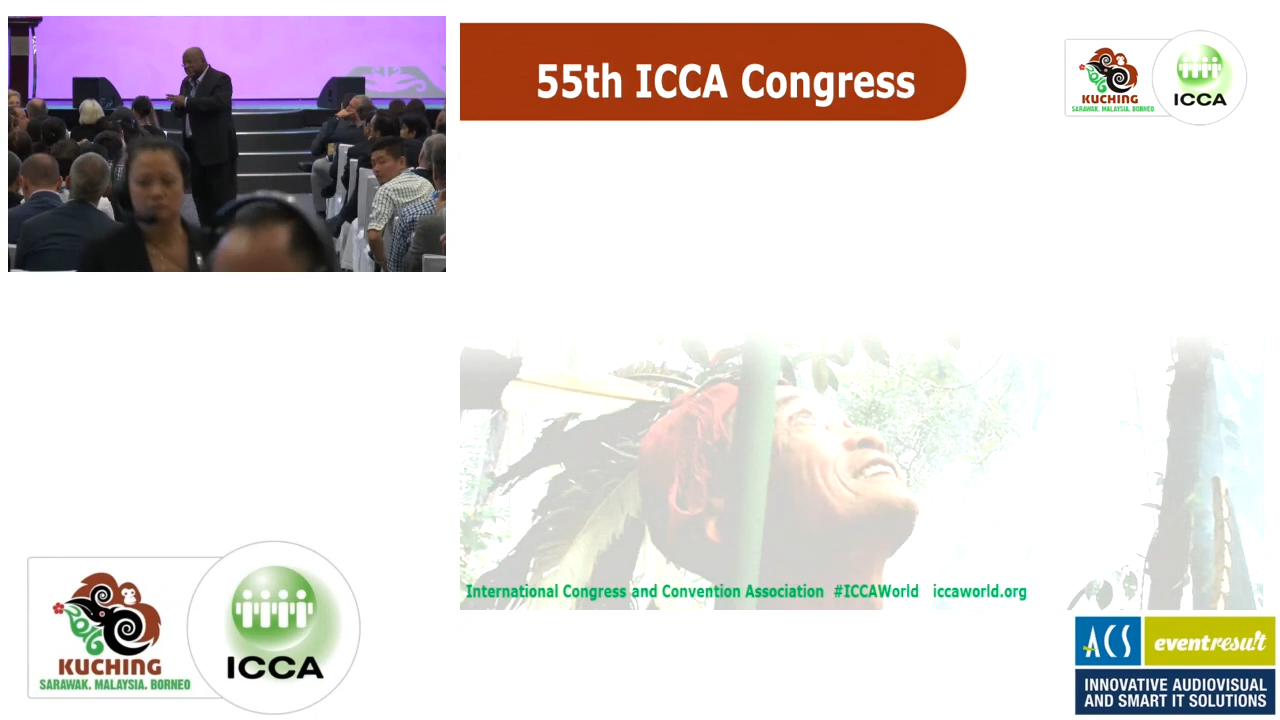 55th ICCA Congress
KUCHING
SARAWAK. MALAYSIA. BORNEO
ICCA
International Congress and Convention Association #ICCAWorld iccaworld.org
KUCHING
SARAWAK. MALAYSIA. BORNEO
ICCA
ACS
eventresult
INNOVATIVE AUDIOVISUAL
AND SMART IT SOLUTIONS